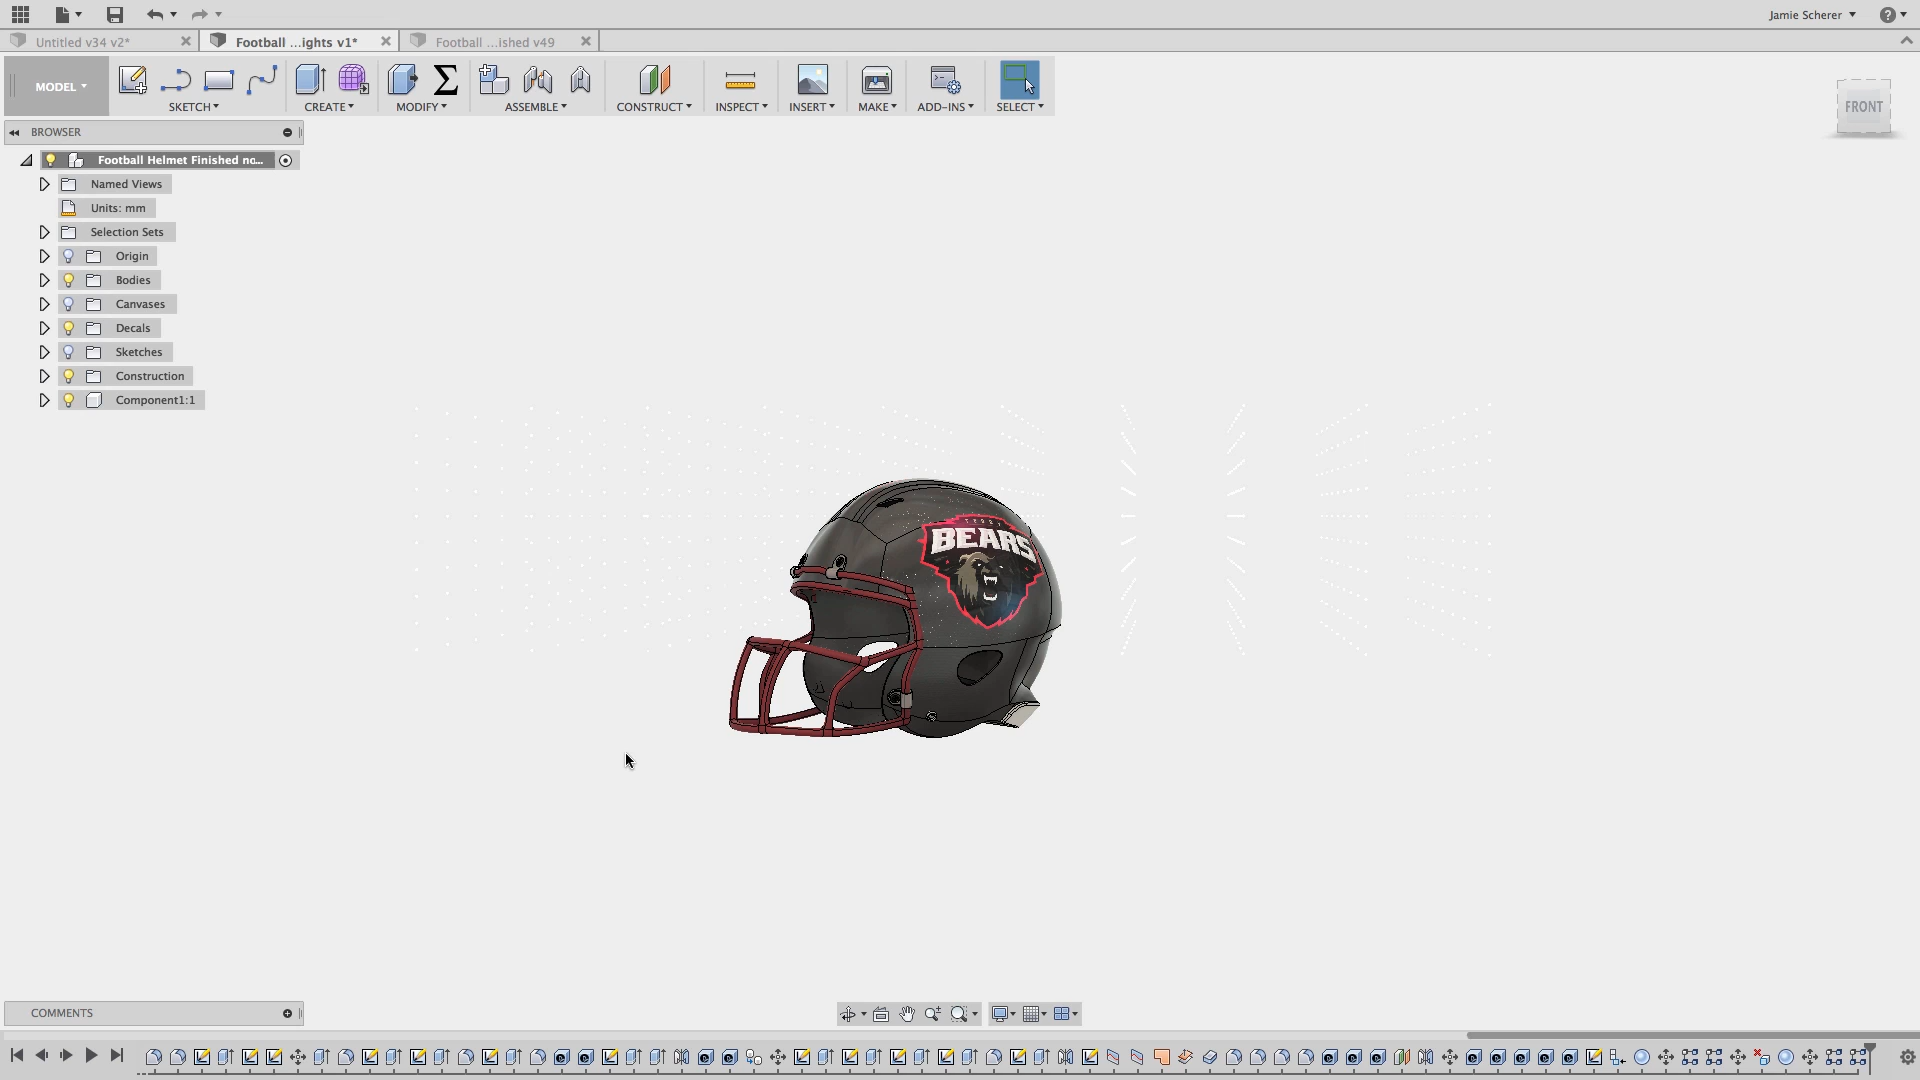 Jamie Scherer
Untitled v34 v2*
Football ...ights v1*
Football ...ished v49
MODEL
SKETCH
CREATE
MODIFY
ASSEMBLE
CONSTRUCT
INSPECT
INSERT
MAKE
ADD-INS
SELECT
FRONT
BROWSER
Football Helmet Finished no...
Named Views
Units: mm
Selection Sets
Origin
Bodies
Canvases
Decals
Sketches
Construction
Component1:1
BEARS
COMMENTS